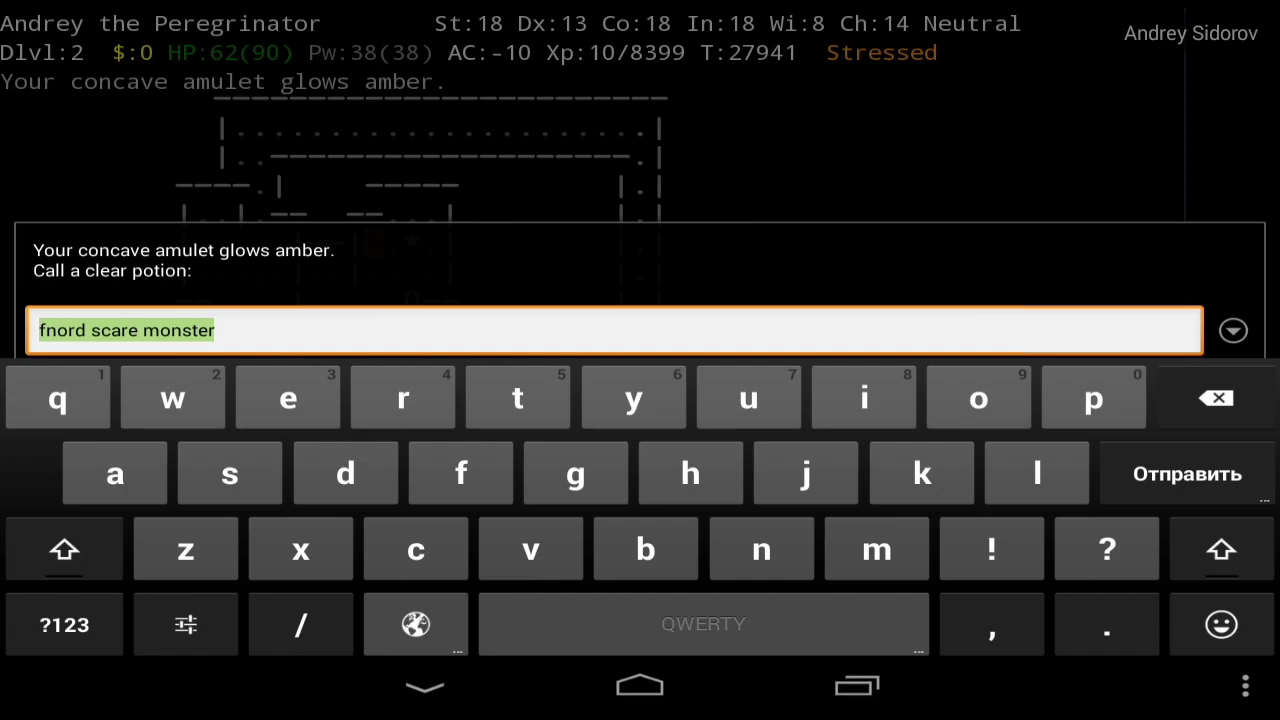 Andrey the Peregrinator St:18 Dx:13 Co:18 In:18 Wi:8 Ch:14 Neutral
Andrey Sidorov
Dlvl:2 $:0 HP:62(90) Pw:38(38) AC:-10 Xp:10/8399 T:27941 Stressed
Your concave amulet glows amber.
Your concave amulet glows amber.
Call a clear potion:
fnord scare monster
q 1 w 2 e 3 r 4 t 5 y 6 u 7 i 8 o 9 p 0
a s d f g h j k l Отправить ...
z x c v b n m ! ?
?123 / ... QWERTY ... , .